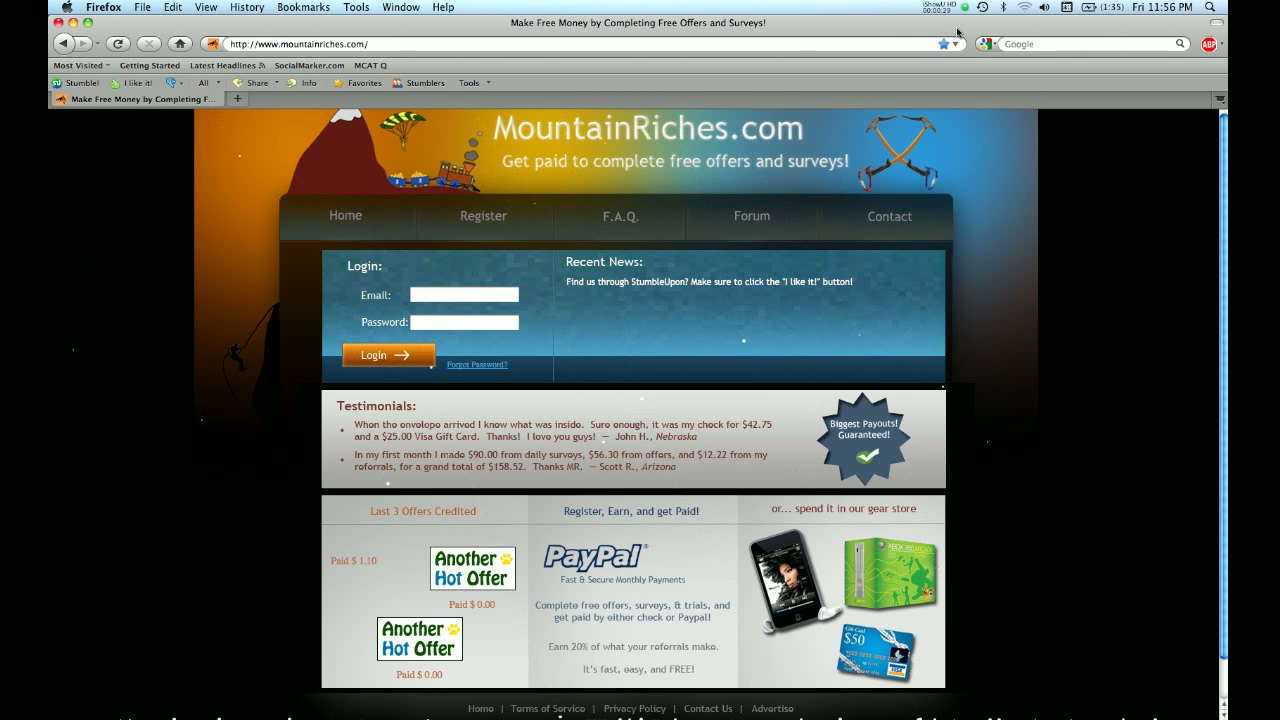 Firefox File Edit View History Bookmarks Tools Window Help
iShowU HD
00:00:29
(1:35) Fri 11:56 PM
Make Free Money by Completing Free Offers and Surveys!
http://www.mountainriches.com/
Google
ABP
Most Visited Getting Started Latest Headlines SocialMarker.com MCAT Q
Stumble! I like it! All Share Info Favorites Stumblers Tools
Make Free Money by Completing F...
MountainRiches.com
Get paid to complete free offers and surveys!
Home Register F.A.Q. Forum Contact
Login:
Email:
Password:
Login
Forgot Password?
Recent News:
Find us through StumbleUpon? Make sure to click the "I like it!" button!
Testimonials:
• When the envelope arrived I knew what was inside. Sure enough, it was my check for $42.75
and a $25.00 Visa Gift Card. Thanks! I love you guys! — John H., Nebraska
• In my first month I made $90.00 from daily surveys, $56.30 from offers, and $12.22 from my
referrals, for a grand total of $158.52. Thanks MR. — Scott R., Arizona
Biggest Payouts!
Guaranteed!
Last 3 Offers Credited
Paid $ 1.10
Another
Hot Offer
Paid $ 0.00
Another
Hot Offer
Paid $ 0.00
Register, Earn, and get Paid!
PayPal®
Fast & Secure Monthly Payments
Complete free offers, surveys, & trials, and
get paid by either check or Paypal!
Earn 20% of what your referrals make.
It's fast, easy, and FREE!
or... spend it in our gear store
Gift Card
$50
VISA
Home | Terms of Service | Privacy Policy | Contact Us | Advertise